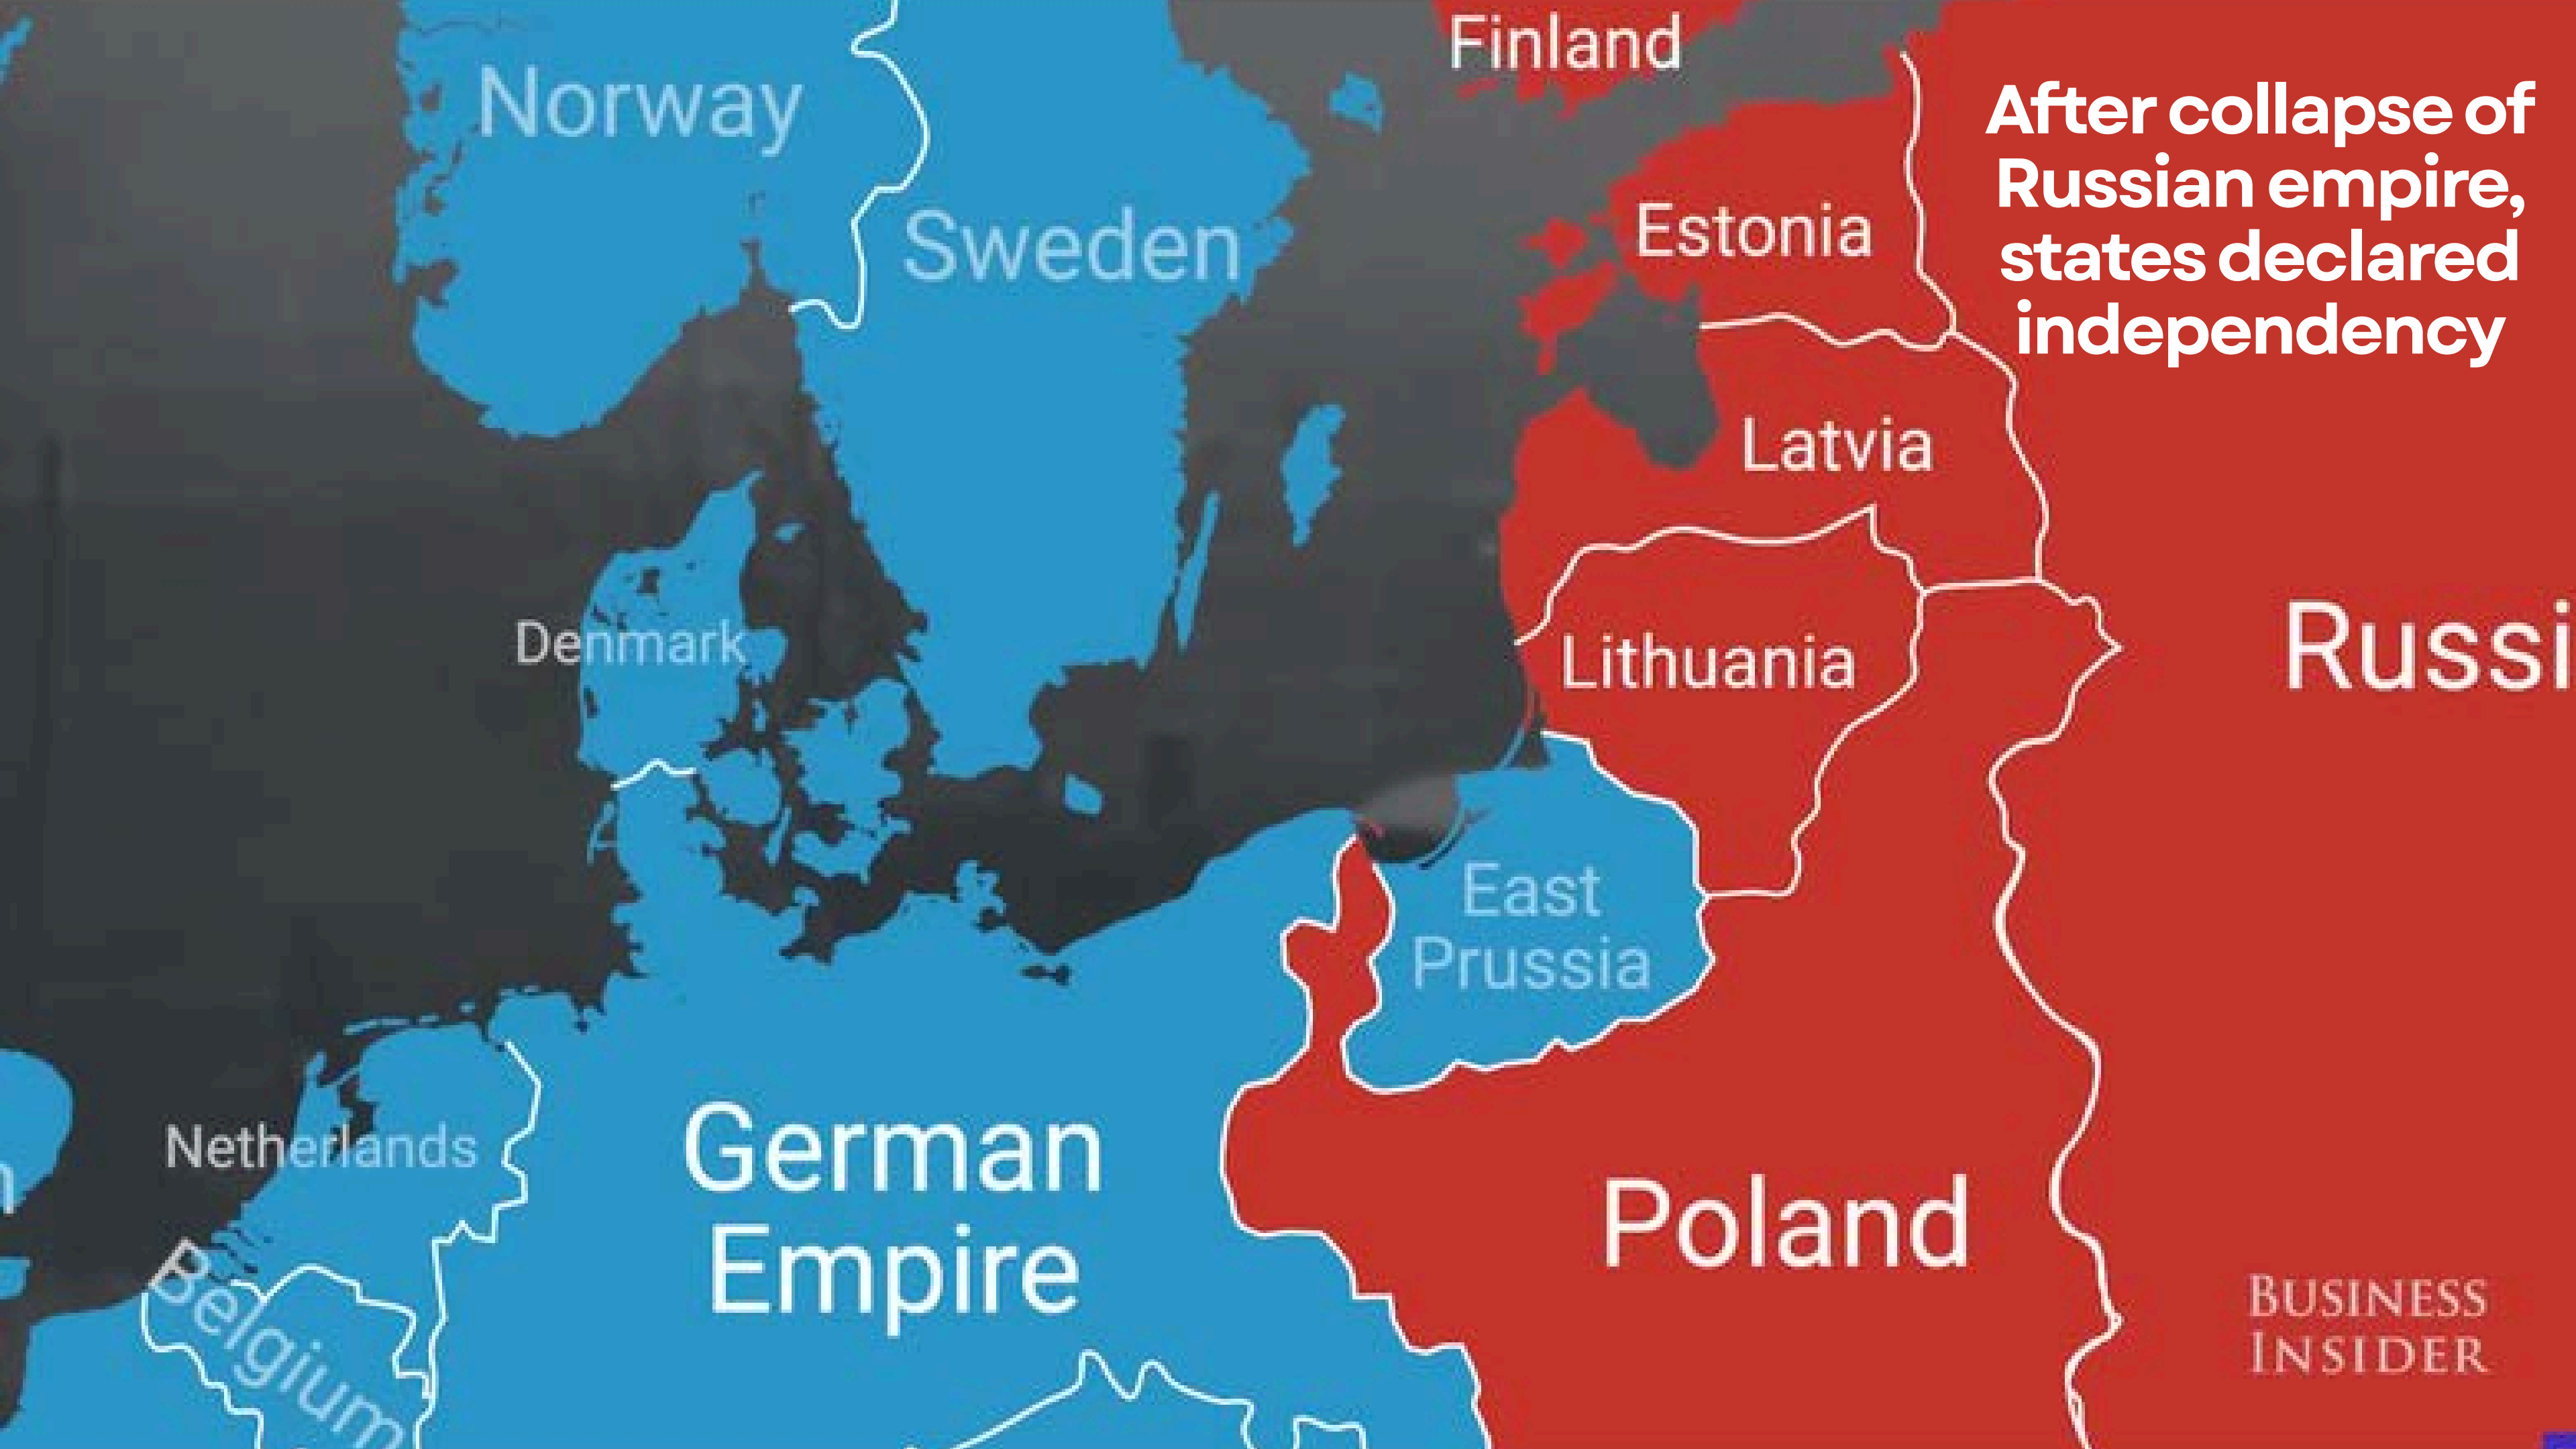 Finland
After collapse of
Russian empire,
states declared
independency
Norway
Sweden
Estonia
Latvia
Denmark
Lithuania
Russi
East
Prussia
Netherlands
German
Empire
Poland
Belgium
BUSINESS
INSIDER